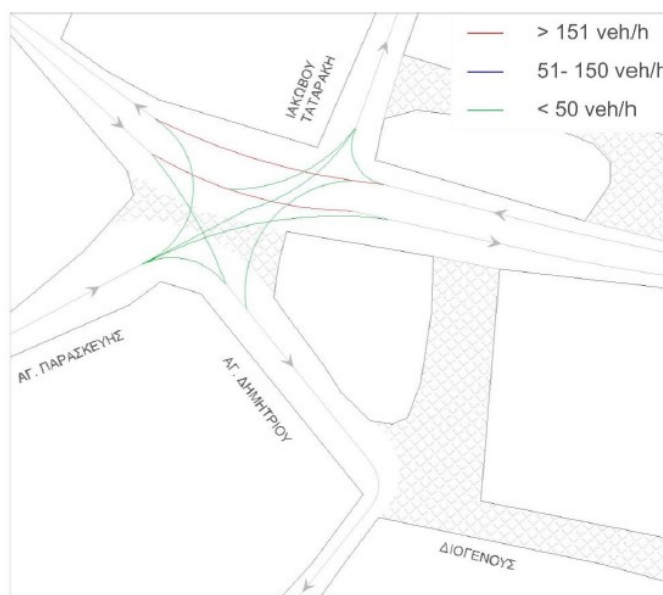 > 151 veh/h
51- 150 veh/h
< 50 veh/h
ΙΑΚΩΒΟΥ
ΤΑΤΑΡΑΚΗ
ΑΓ. ΠΑΡΑΣΚΕΥΗΣ
ΑΓ. ΔΗΜΗΤΡΙΟΥ
ΔΙΟΓΕΝΟΥΣ